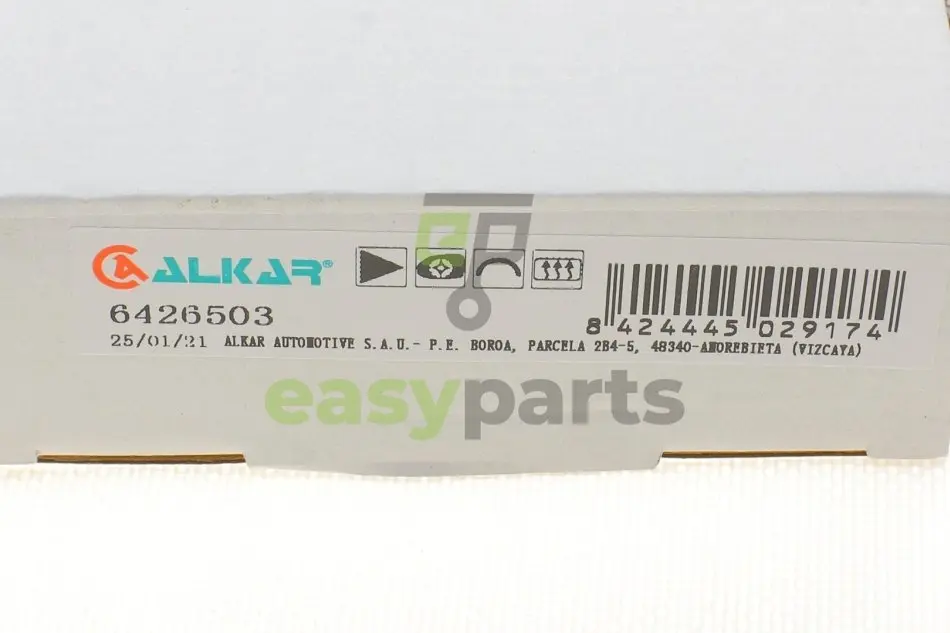 ALKAR®
6426503
8 424445 029174
25/01/21 ALKAR AUTOMOTIVE S.A.U.- P.E. BOROA, PARCELA 2B4-5, 48340-AMOREBIETA (VIZCAYA)
easyparts